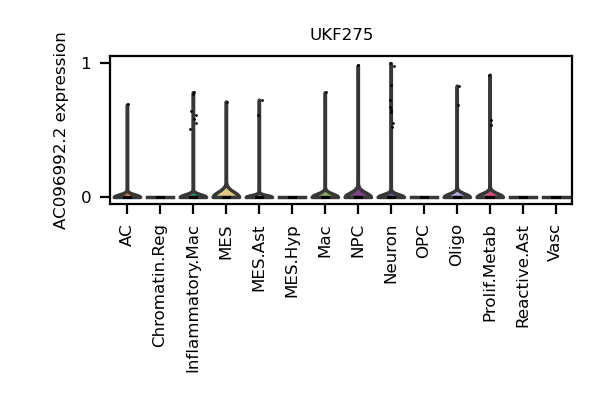 UKF275
AC096992.2 expression
1
0
AC
Chromatin.Reg
Inflammatory.Mac
MES
MES.Ast
MES.Hyp
Mac
NPC
Neuron
OPC
Oligo
Prolif.Metab
Reactive.Ast
Vasc